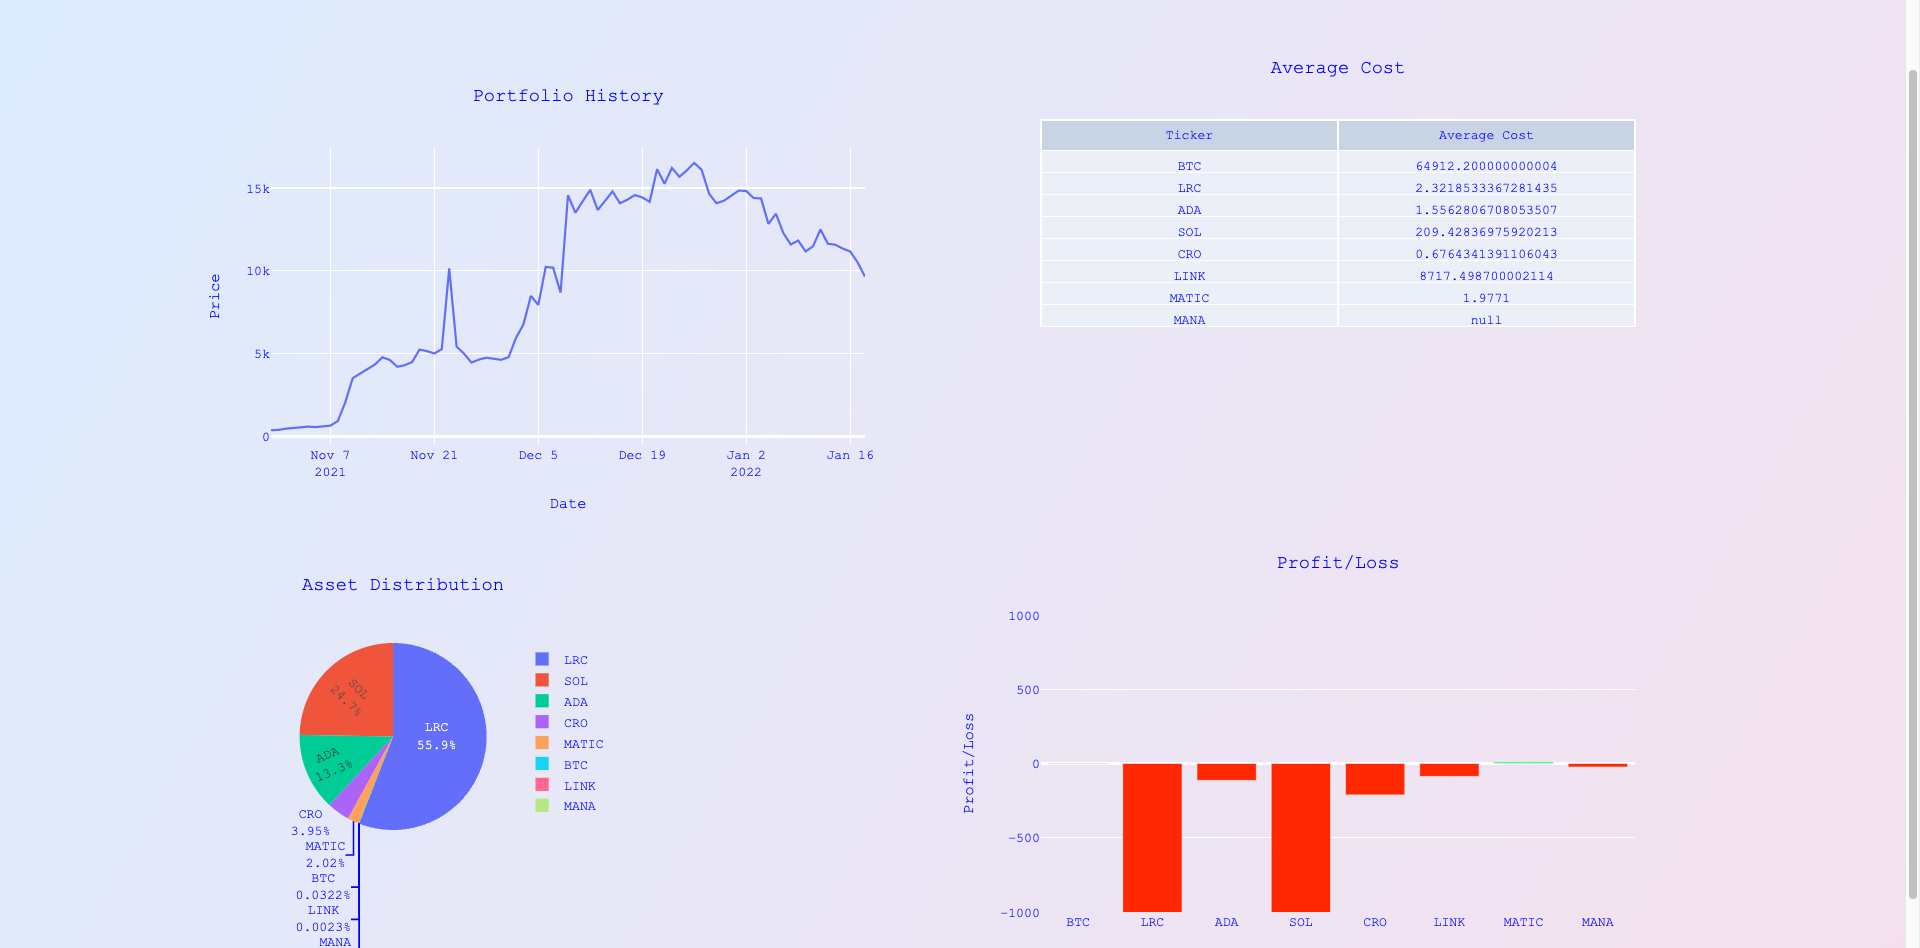 Portfolio History
15k
10k
5k
0
Price
Nov 7
2021
Nov 21
Dec 5
Dec 19
Jan 2
2022
Jan 16
Date
Average Cost
Ticker Average Cost
BTC 64912.200000000004
LRC 2.3218533367281435
ADA 1.5562806708053507
SOL 209.42836975920213
CRO 0.6764341391106043
LINK 8717.498700002114
MATIC 1.9771
MANA null
Asset Distribution
LRC
55.9%
SOL
24.7%
ADA
13.3%
CRO
3.95%
MATIC
2.02%
BTC
0.0322%
LINK
0.0023%
MANA
LRC
SOL
ADA
CRO
MATIC
BTC
LINK
MANA
Profit/Loss
1000
500
0
−500
−1000
Profit/Loss
BTC LRC ADA SOL CRO LINK MATIC MANA